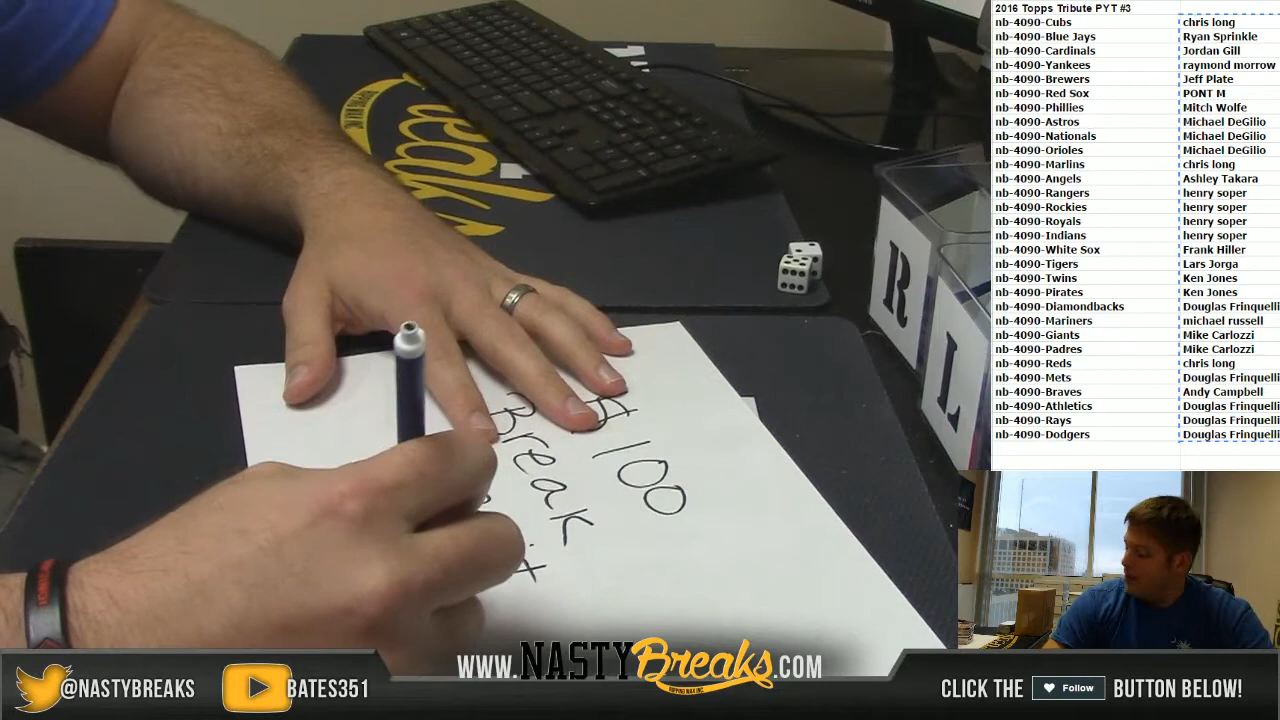 2016 Topps Tribute PYT #3
nb-4090-Cubs chris long
nb-4090-Blue Jays Ryan Sprinkle
nb-4090-Cardinals Jordan Gill
nb-4090-Yankees raymond morrow
nb-4090-Brewers Jeff Plate
nb-4090-Red Sox PONT M
nb-4090-Phillies Mitch Wolfe
nb-4090-Astros Michael DeGilio
nb-4090-Nationals Michael DeGilio
nb-4090-Orioles Michael DeGilio
nb-4090-Marlins chris long
nb-4090-Angels Ashley Takara
nb-4090-Rangers henry soper
nb-4090-Rockies henry soper
nb-4090-Royals henry soper
nb-4090-Indians henry soper
nb-4090-White Sox Frank Hiller
nb-4090-Tigers Lars Jorga
nb-4090-Twins Ken Jones
nb-4090-Pirates Ken Jones
nb-4090-Diamondbacks Douglas Frinquelli
nb-4090-Mariners michael russell
nb-4090-Giants Mike Carlozzi
nb-4090-Padres Mike Carlozzi
nb-4090-Reds chris long
nb-4090-Mets Douglas Frinquelli
nb-4090-Braves Andy Campbell
nb-4090-Athletics Douglas Frinquelli
nb-4090-Rays Douglas Frinquelli
nb-4090-Dodgers Douglas Frinquelli
Breaks
R
L
100
Break
WWW.NASTYBreaks.COM
RIPPING WAX INC.
@NASTYBREAKS
BATES351
CLICK THE Follow BUTTON BELOW!